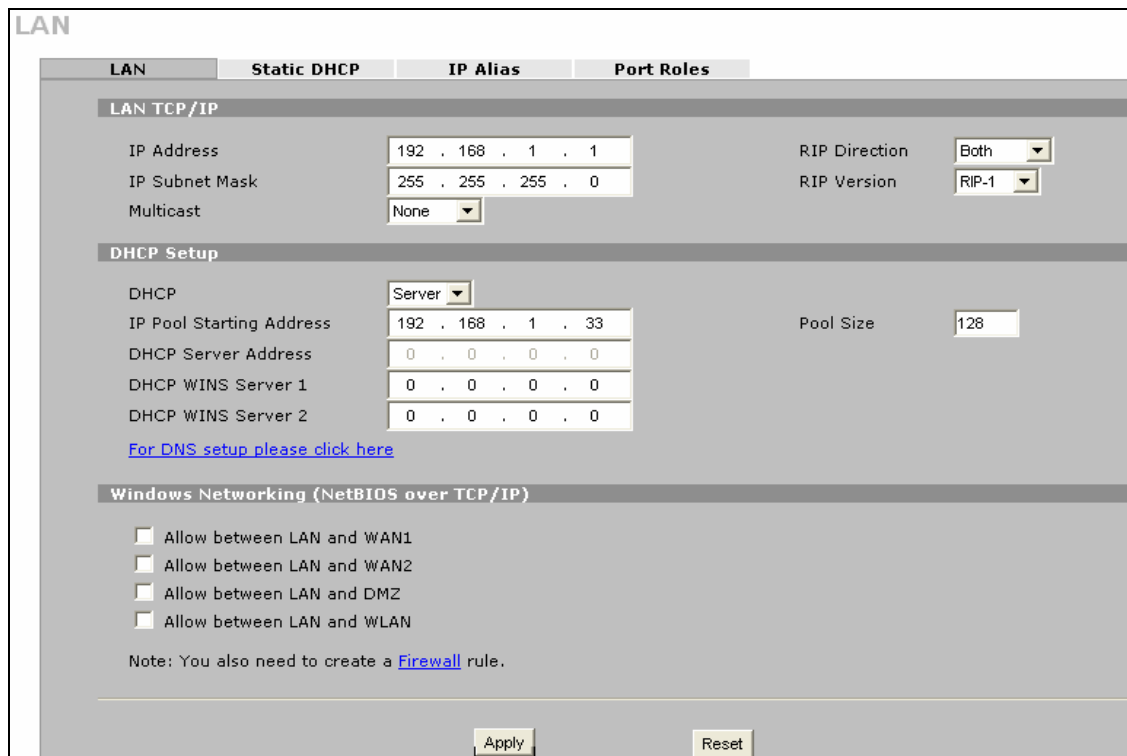 LAN
LAN Static DHCP IP Alias Port Roles
LAN TCP/IP
IP Address 192 . 168 . 1 . 1 RIP Direction Both
IP Subnet Mask 255 . 255 . 255 . 0 RIP Version RIP-1
Multicast None
DHCP Setup
DHCP Server
IP Pool Starting Address 192 . 168 . 1 . 33 Pool Size 128
DHCP Server Address 0 . 0 . 0 . 0
DHCP WINS Server 1 0 . 0 . 0 . 0
DHCP WINS Server 2 0 . 0 . 0 . 0
For DNS setup please click here
Windows Networking (NetBIOS over TCP/IP)
Allow between LAN and WAN1
Allow between LAN and WAN2
Allow between LAN and DMZ
Allow between LAN and WLAN
Note: You also need to create a Firewall rule.
Apply Reset